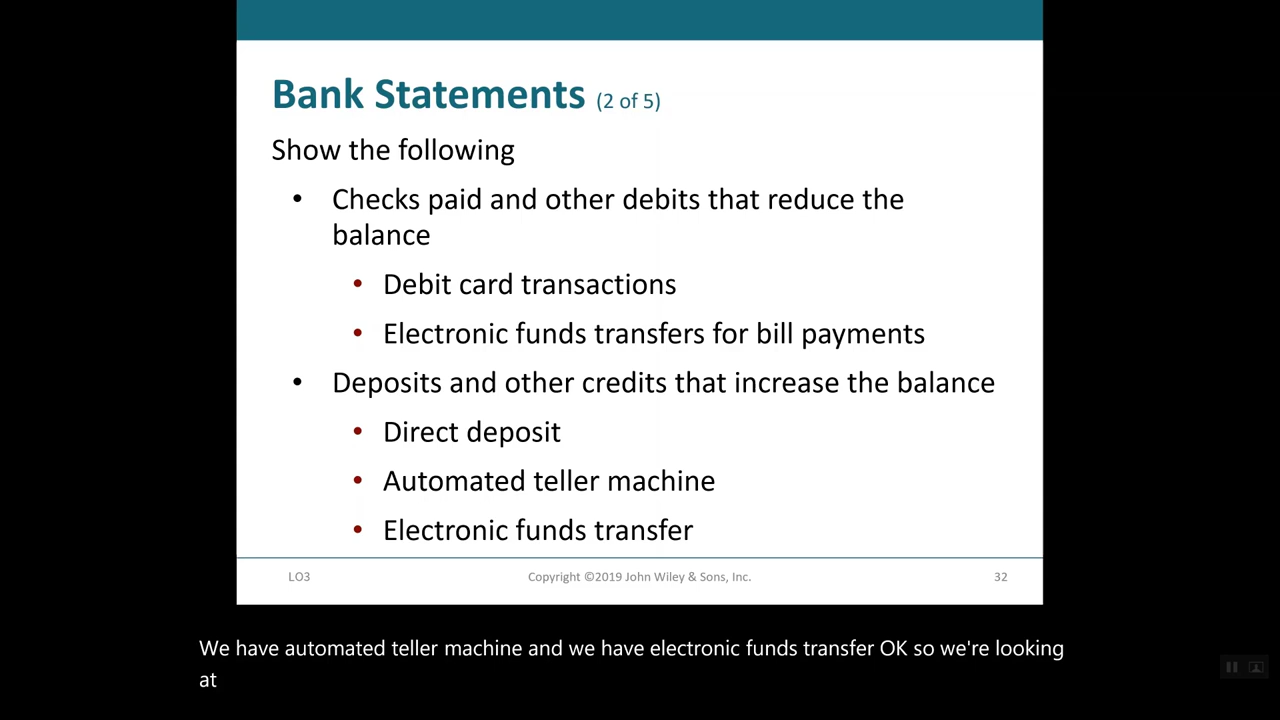 Bank Statements (2 of 5)
Show the following
• Checks paid and other debits that reduce the
balance
• Debit card transactions
• Electronic funds transfers for bill payments
• Deposits and other credits that increase the balance
• Direct deposit
• Automated teller machine
• Electronic funds transfer
LO3 Copyright ©2019 John Wiley & Sons, Inc. 32
We have automated teller machine and we have electronic funds transfer OK so we're looking
at